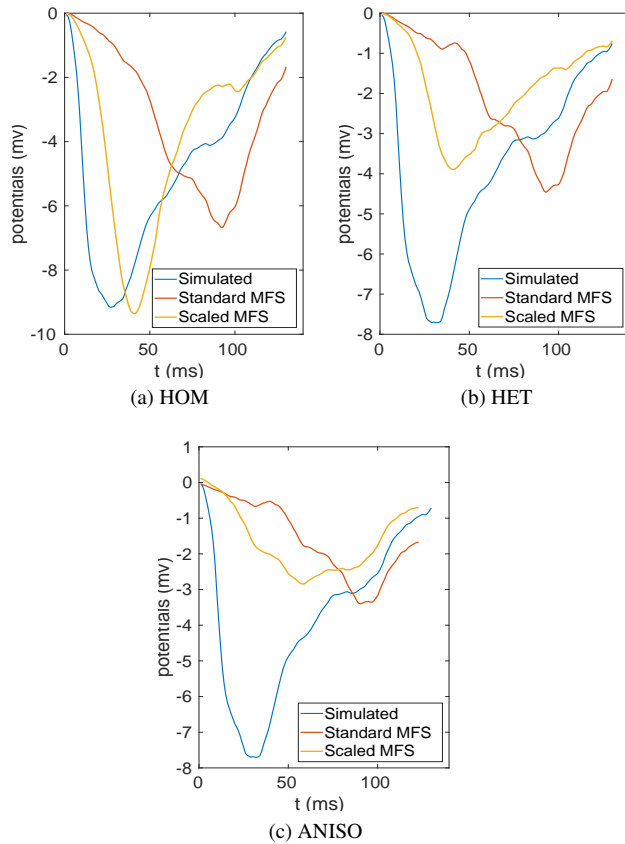 0
-2
-4
-6
-8
-10
potentials (mv)
Simulated
Standard MFS
Scaled MFS
0 50 100
t (ms)
(a) HOM
0
-1
-2
-3
-4
-5
-6
-7
-8
potentials (mv)
Simulated
Standard MFS
Scaled MFS
0 50 100
t (ms)
(b) HET
1
0
-1
-2
-3
-4
-5
-6
-7
-8
potentials (mv)
Simulated
Standard MFS
Scaled MFS
0 50 100
t (ms)
(c) ANISO